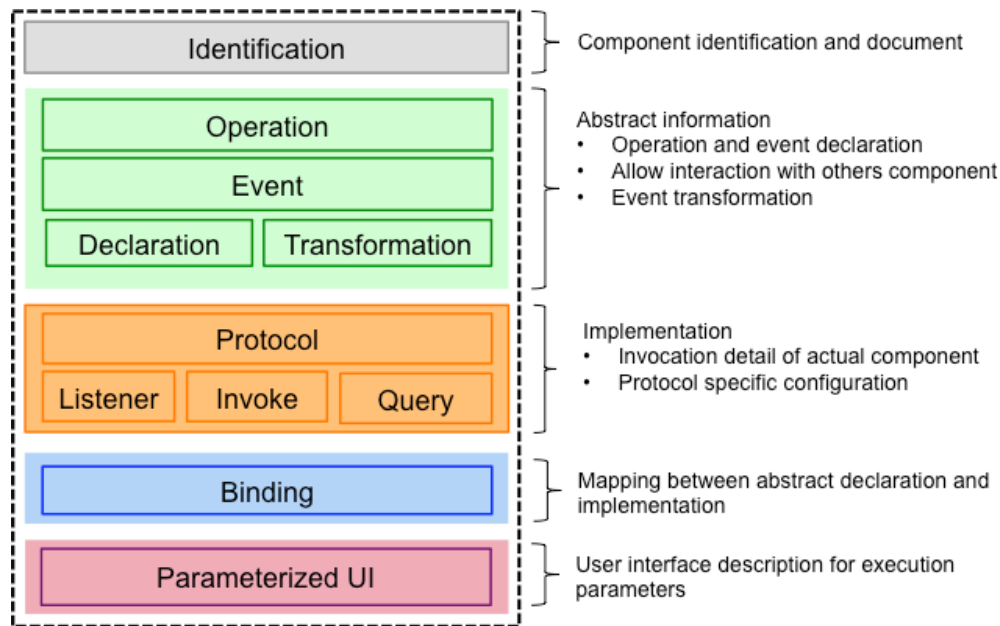 Identification
Component identification and document
Operation
Event
Declaration
Transformation
Abstract information
• Operation and event declaration
• Allow interaction with others component
• Event transformation
Protocol
Listener
Invoke
Query
Implementation
• Invocation detail of actual component
• Protocol specific configuration
Binding
Mapping between abstract declaration and
implementation
Parameterized UI
User interface description for execution
parameters